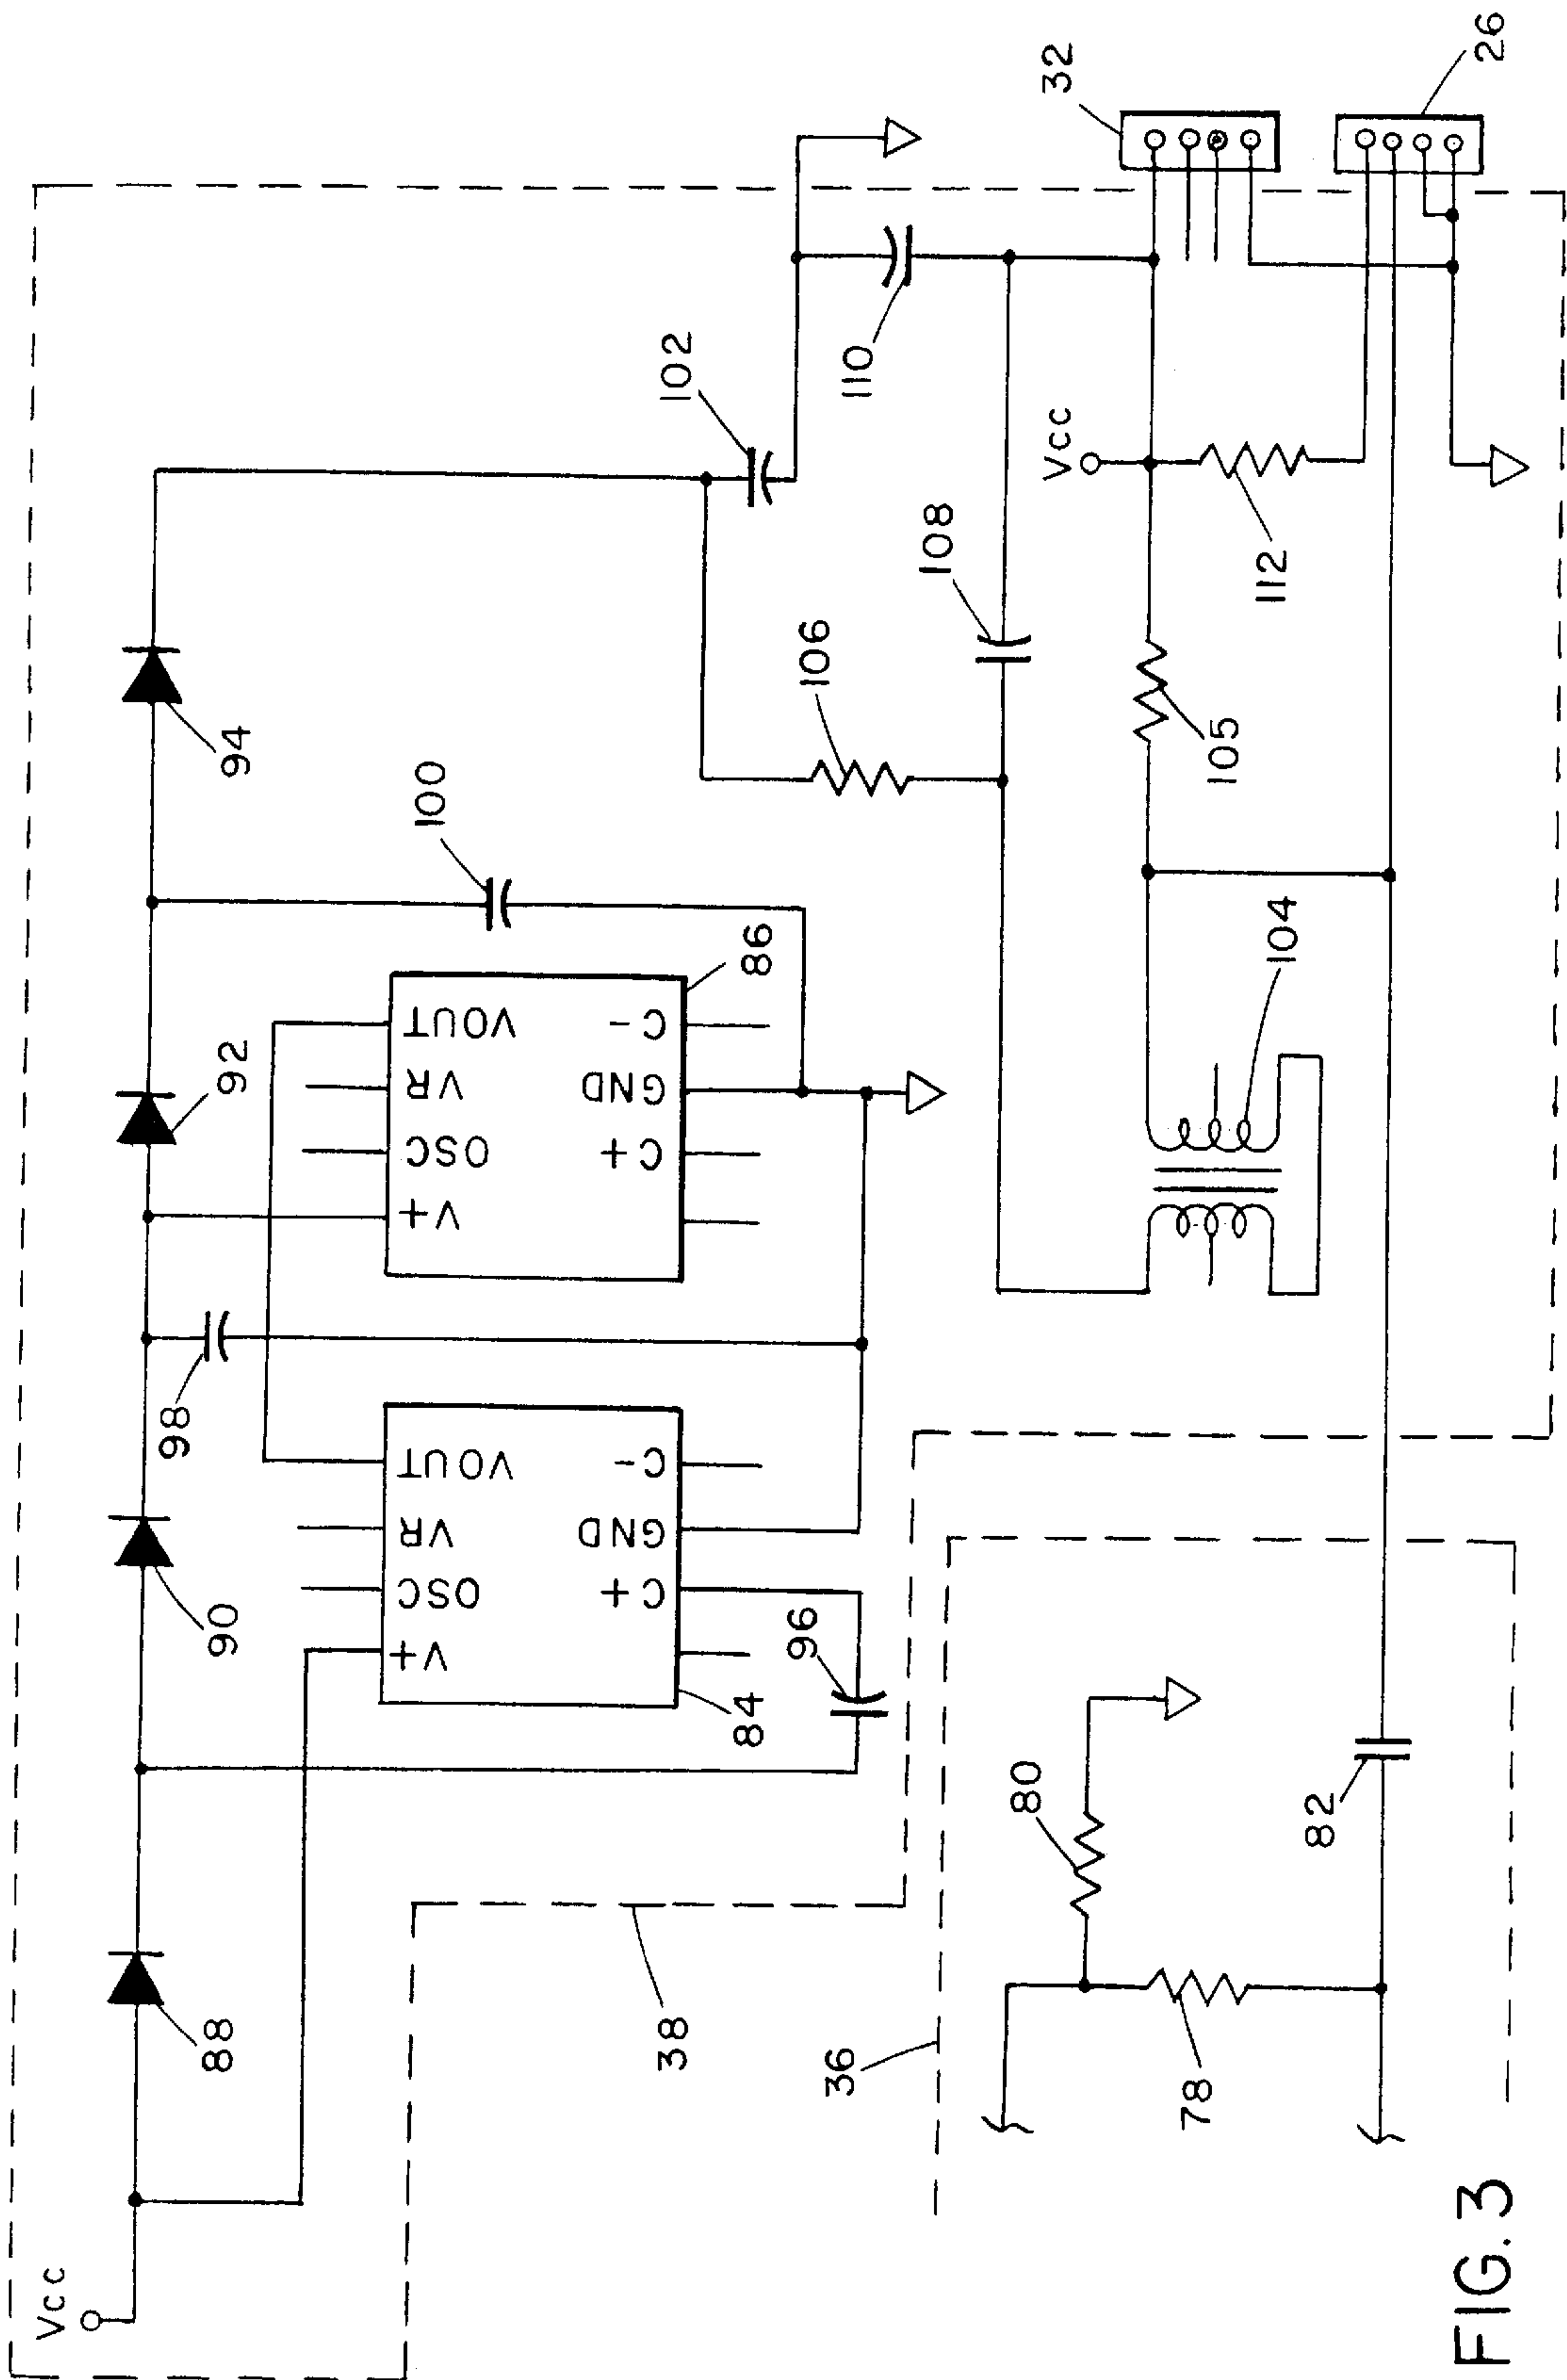 Vcc
88
90
92
94
98
100
102
V+
OSC
VR
VOUT
C+
GND
C-
84
96
V+
OSC
VR
VOUT
C+
GND
C-
86
106
108
110
32
Vcc
105
112
104
26
38
36
80
78
82
FIG. 3